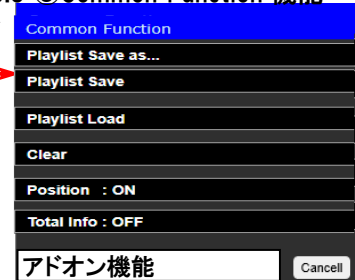 Common Function
Playlist Save as...
Playlist Save
Playlist Load
Clear
Position : ON
Total Info : OFF
アドオン機能
Cancell